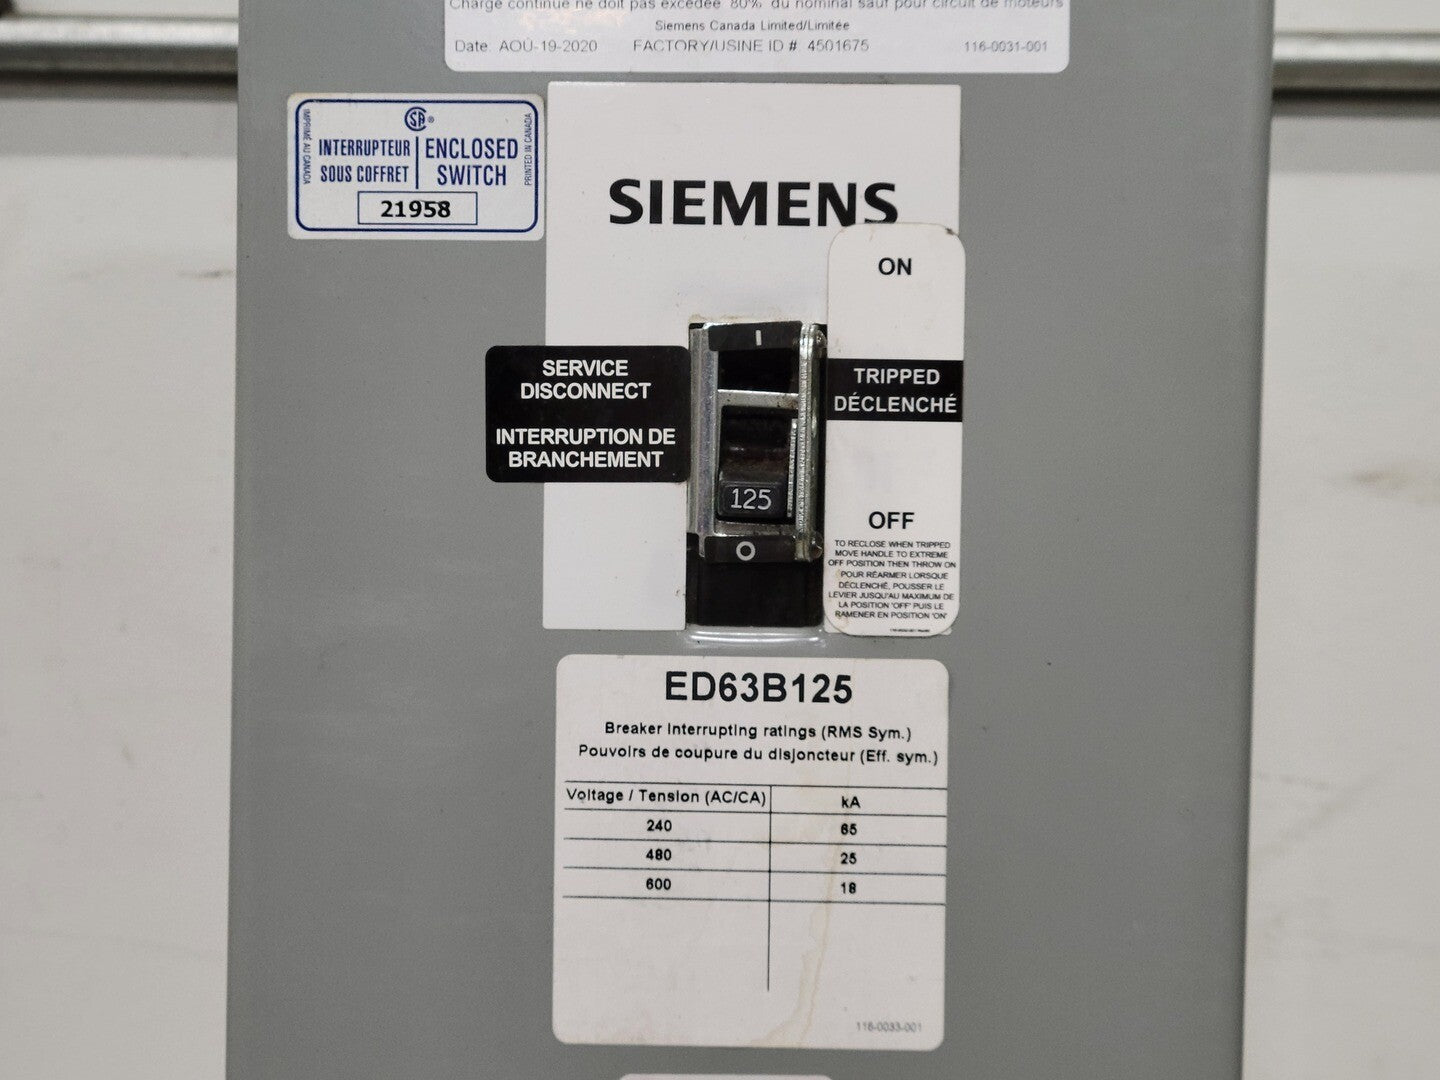 Charge continue ne doit pas excédée 80% du nominal sauf pour circuit de moteurs
Siemens Canada Limited/Limitée
Date: AOÛ-19-2020 FACTORY/USINE ID #: 4501675 116-0031-001
IMPRIMÉ AU CANADA
SA ®
INTERRUPTEUR SOUS COFFRET
ENCLOSED SWITCH
PRINTED IN CANADA
21958
SIEMENS
ON
SERVICE
DISCONNECT
INTERRUPTION DE
BRANCHEMENT
I
125
O
TRIPPED
DÉCLENCHÉ
OFF
TO RECLOSE WHEN TRIPPED
MOVE HANDLE TO EXTREME
OFF POSITION THEN THROW ON
POUR RÉARMER LORSQUE
DÉCLENCHÉ, POUSSER LE
LEVIER JUSQU'AU MAXIMUM DE
LA POSITION 'OFF' PUIS LE
RAMENER EN POSITION 'ON'
ED63B125
Breaker Interrupting ratings (RMS Sym.)
Pouvoirs de coupure du disjoncteur (Eff. sym.)
Voltage / Tension (AC/CA) kA
240 65
480 25
600 18
116-0033-001